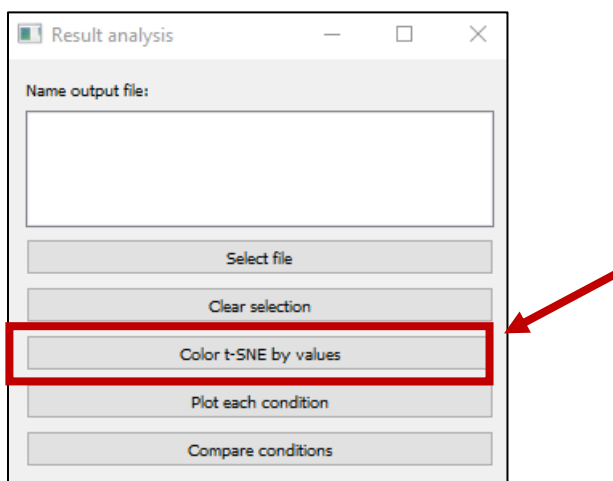 Result analysis
Name output file:
Select file
Clear selection
Color t-SNE by values
Plot each condition
Compare conditions